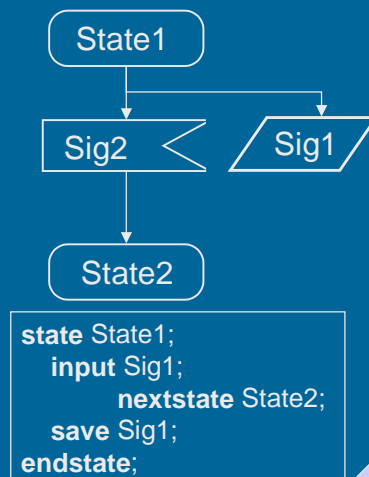 State1
Sig2
Sig1
State2
state State1;
input Sig1;
nextstate State2;
save Sig1;
endstate;